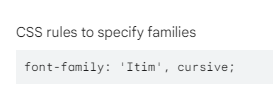 CSS rules to specify families
font-family: 'Itim', cursive;